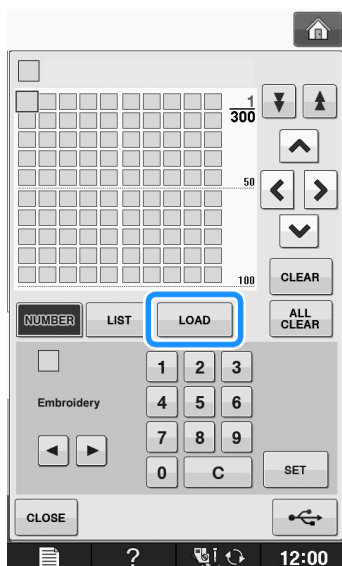 1
300
50
100
CLEAR
NUMBER LIST LOAD ALL CLEAR
1 2 3
Embroidery 4 5 6
7 8 9
0 C SET
CLOSE
? 12:00